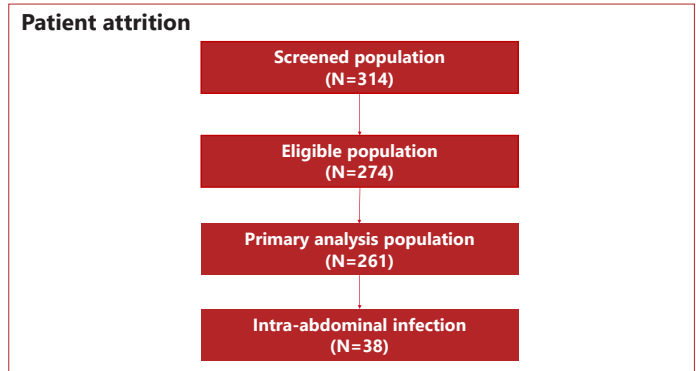 Patient attrition
Screened population
(N=314)
Eligible population
(N=274)
Primary analysis population
(N=261)
Intra-abdominal infection
(N=38)